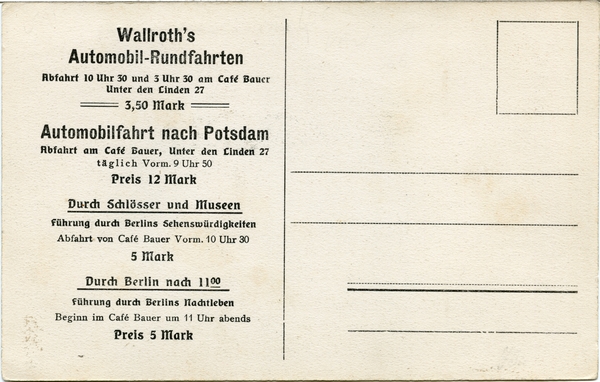 Wallroth's
Automobil-Rundfahrten
Abfahrt 10 Uhr 30 und 3 Uhr 30 am Café Bauer
Unter den Linden 27
3,50 Mark
Automobilfahrt nach Potsdam
Abfahrt am Café Bauer, Unter den Linden 27
täglich Vorm. 9 Uhr 50
Preis 12 Mark
Durch Schlösser und Museen
Führung durch Berlins Sehenswürdigkeiten
Abfahrt von Café Bauer Vorm. 10 Uhr 30
5 Mark
Durch Berlin nach 11 00
Führung durch Berlins Nachtleben
Beginn im Café Bauer um 11 Uhr abends
Preis 5 Mark